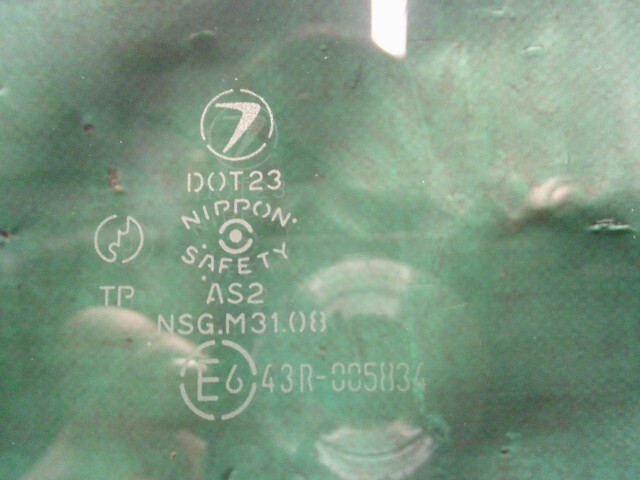 DOT23
NIPPON
SAFETY
TP AS2
NSG.M31.08
E6 43R-005834